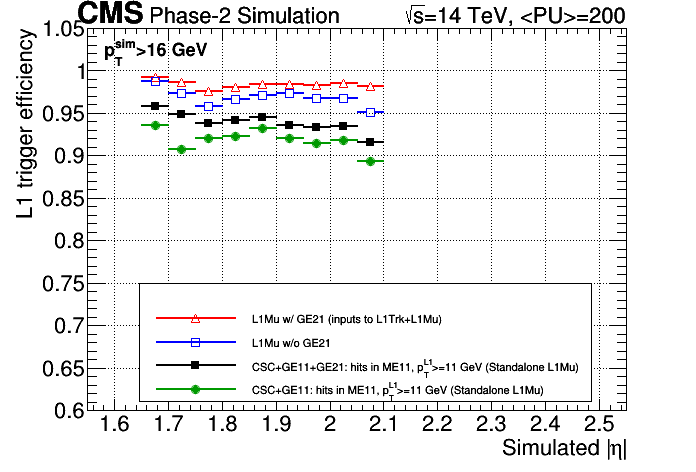 CMS Phase-2 Simulation √s=14 TeV, <PU>=200
1.05
p_T^sim>16 GeV
1
0.95
0.9
0.85
0.8
0.75
0.7
0.65
0.6
L1 trigger efficiency
L1Mu w/ GE21 (inputs to L1Trk+L1Mu)
L1Mu w/o GE21
CSC+GE11+GE21: hits in ME11, p_T^L1>=11 GeV (Standalone L1Mu)
CSC+GE11: hits in ME11, p_T^L1>=11 GeV (Standalone L1Mu)
1.6 1.7 1.8 1.9 2 2.1 2.2 2.3 2.4 2.5
Simulated |η|